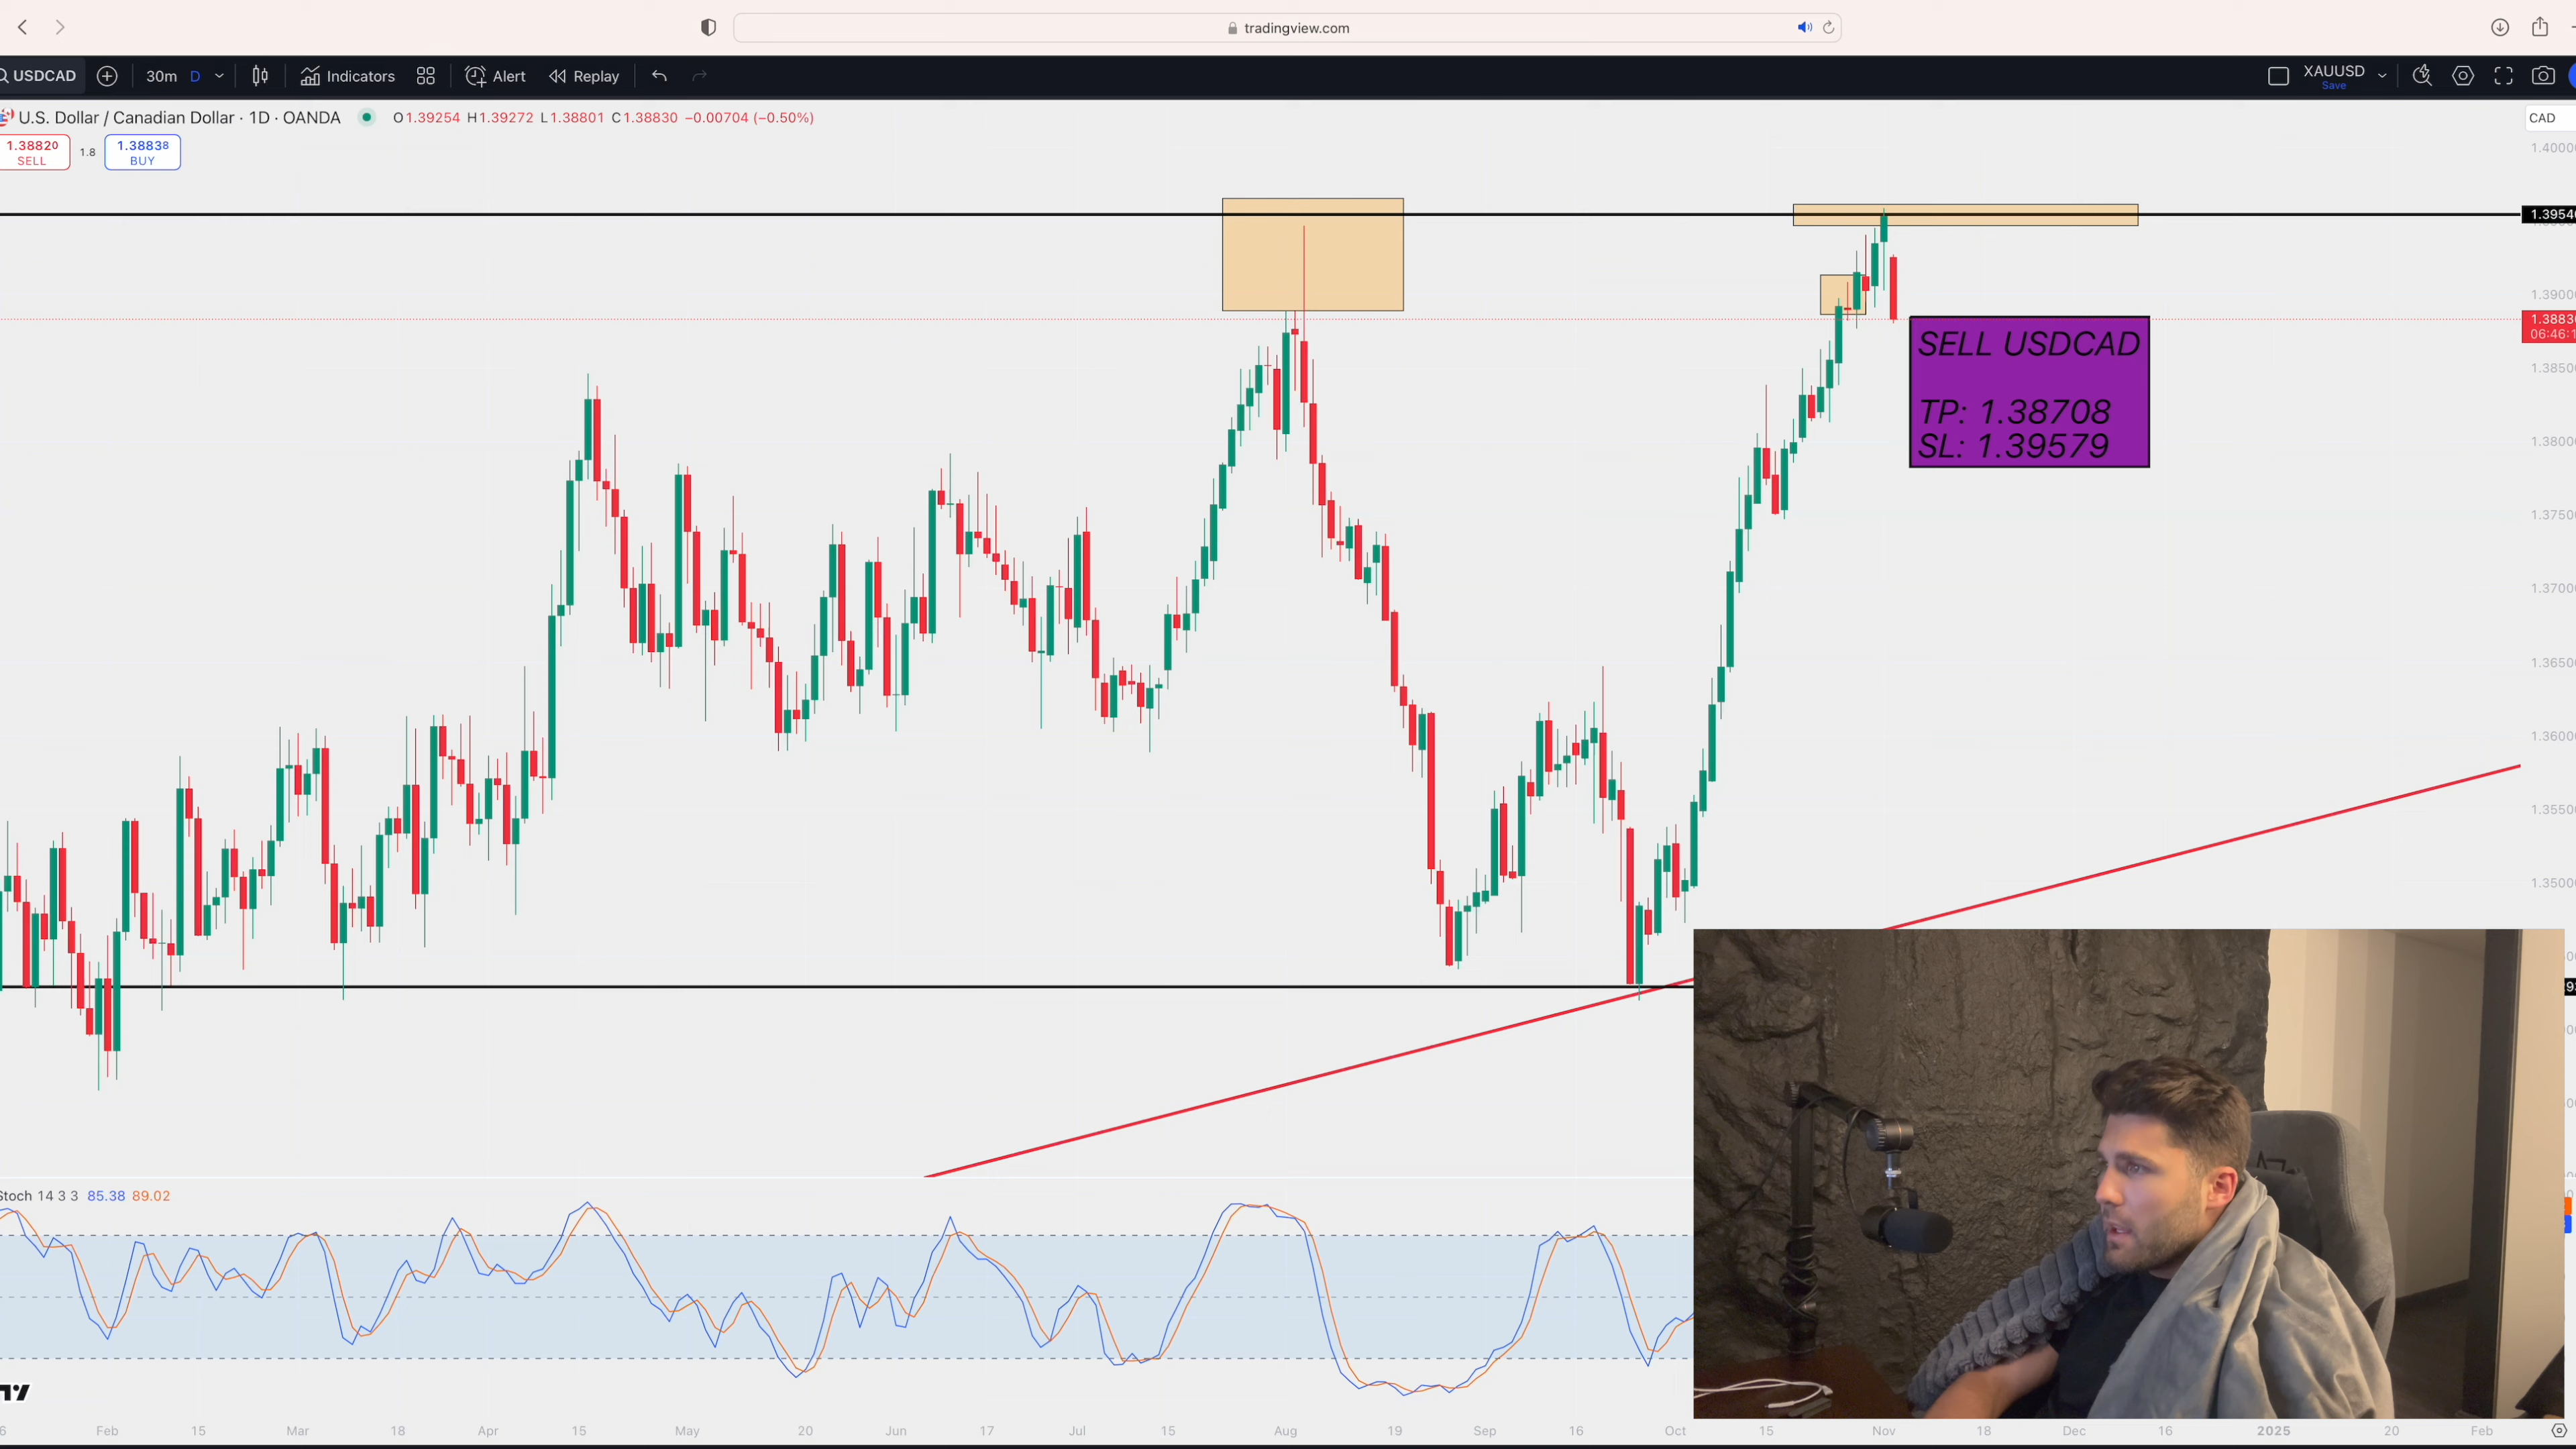 tradingview.com
USDCAD
30m D
Indicators
Alert
Replay
XAUUSD
Save
U.S. Dollar / Canadian Dollar · 1D · OANDA
O1.39254 H1.39272 L1.38801 C1.38830 −0.00704 (−0.50%)
CAD
1.38820
SELL
1.8
1.38838
BUY
SELL USDCAD
TP: 1.38708
SL: 1.39579
Stoch 14 3 3 85.38 89.02
Feb 15 Mar 18 Apr 15 May 20 Jun 17 Jul 15 Aug 19 Sep 16 Oct 15 Nov 18 Dec 16 2025 20 Feb